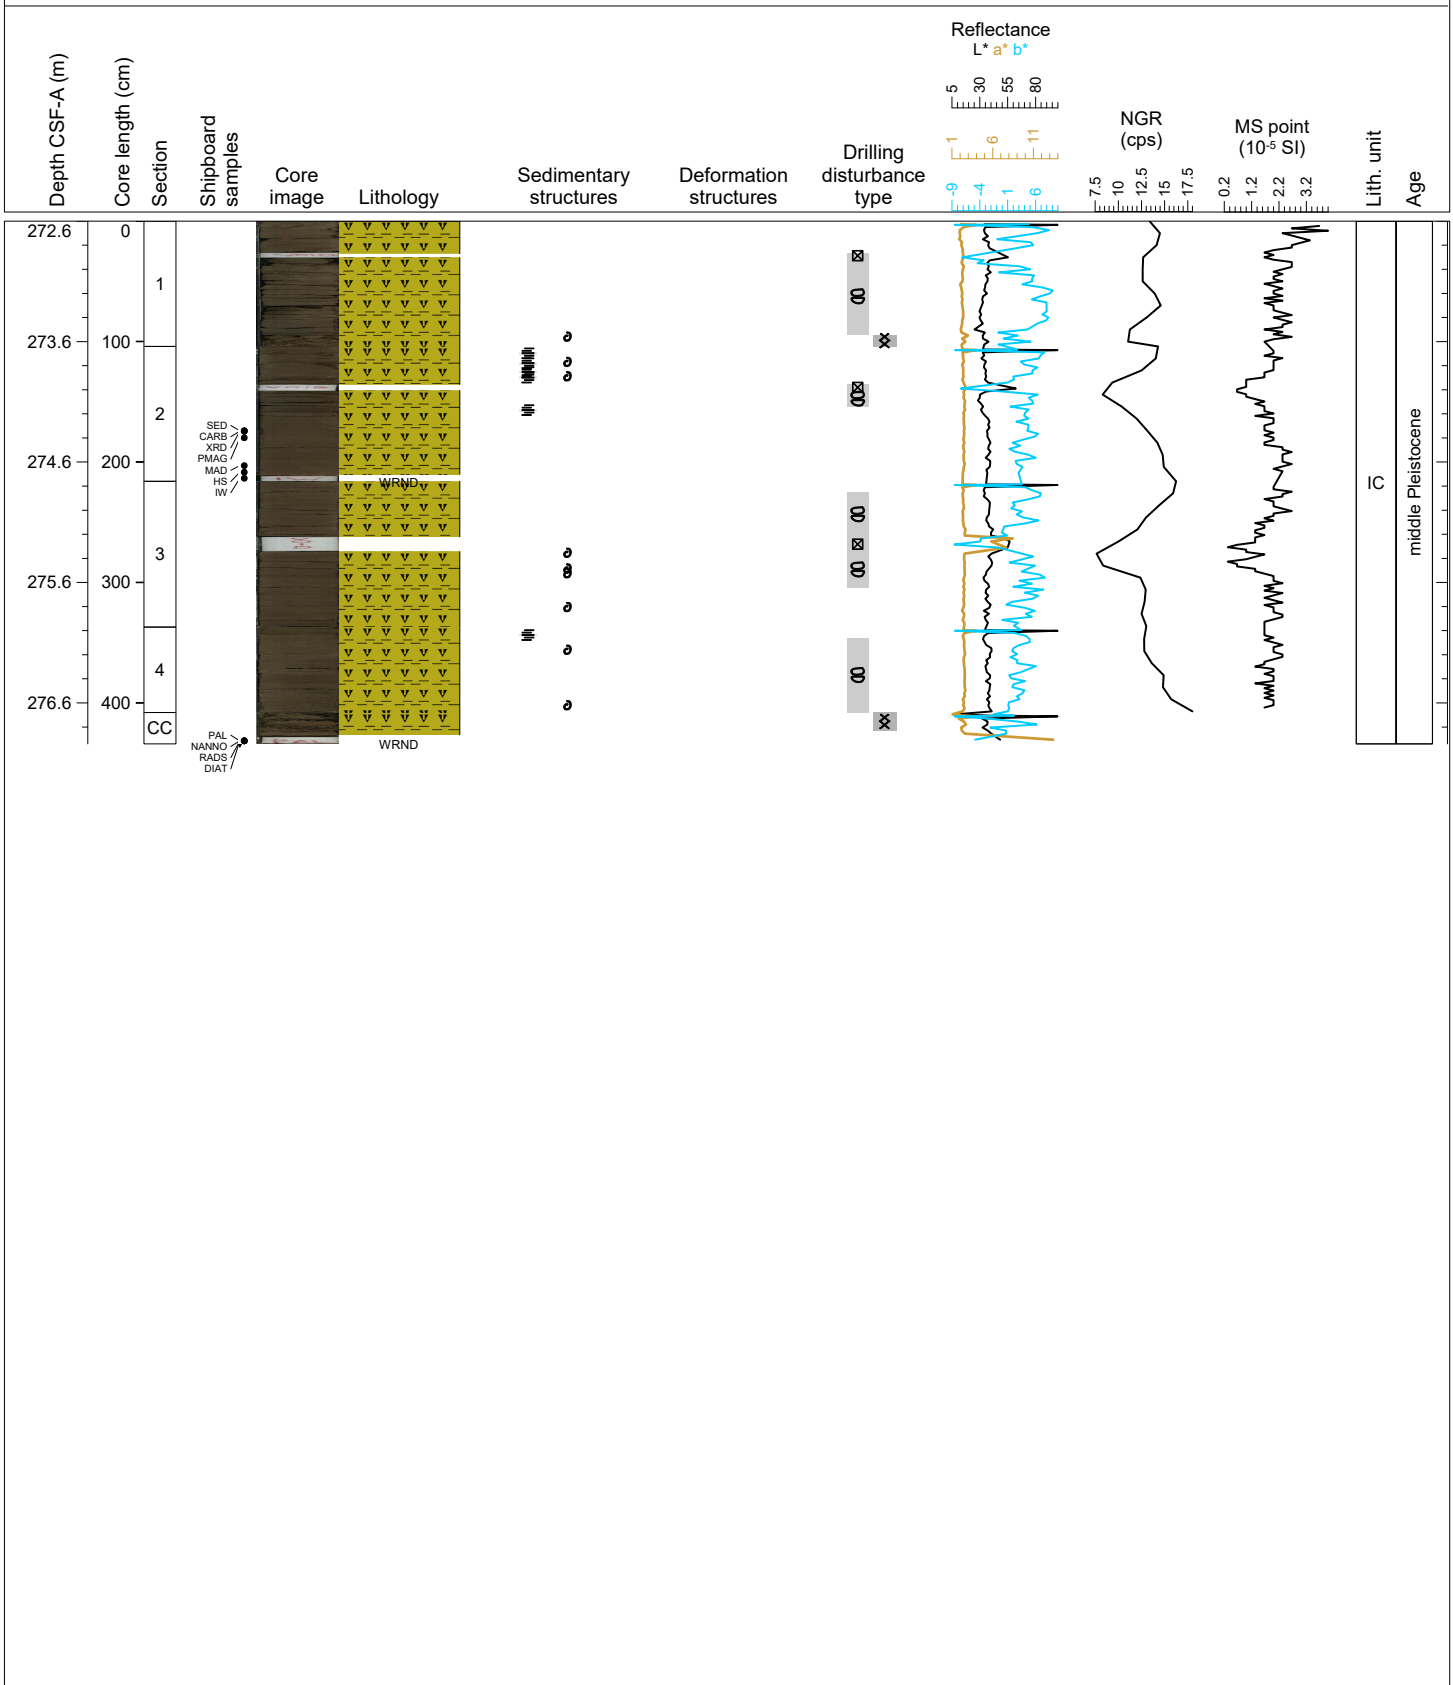 Depth CSF-A (m)
Core length (cm)
Section
Shipboard
samples
Core
image
Lithology
Sedimentary
structures
Deformation
structures
Drilling
disturbance
type
Reflectance
L* a* b*
5 30 55 80
1 6 11
-9 -4 1 6
NGR
(cps)
7.5 10 12.5 15 17.5
MS point
(10⁻⁵ SI)
0.2 1.2 2.2 3.2
Lith. unit
Age
272.6
273.6
274.6
275.6
276.6
0
100
200
300
400
1
2
3
4
CC
SED
CARB
XRD
PMAG
MAD
HS
IW
PAL
NANNO
RADS
DIAT
WRND
WRND
IC
middle Pleistocene